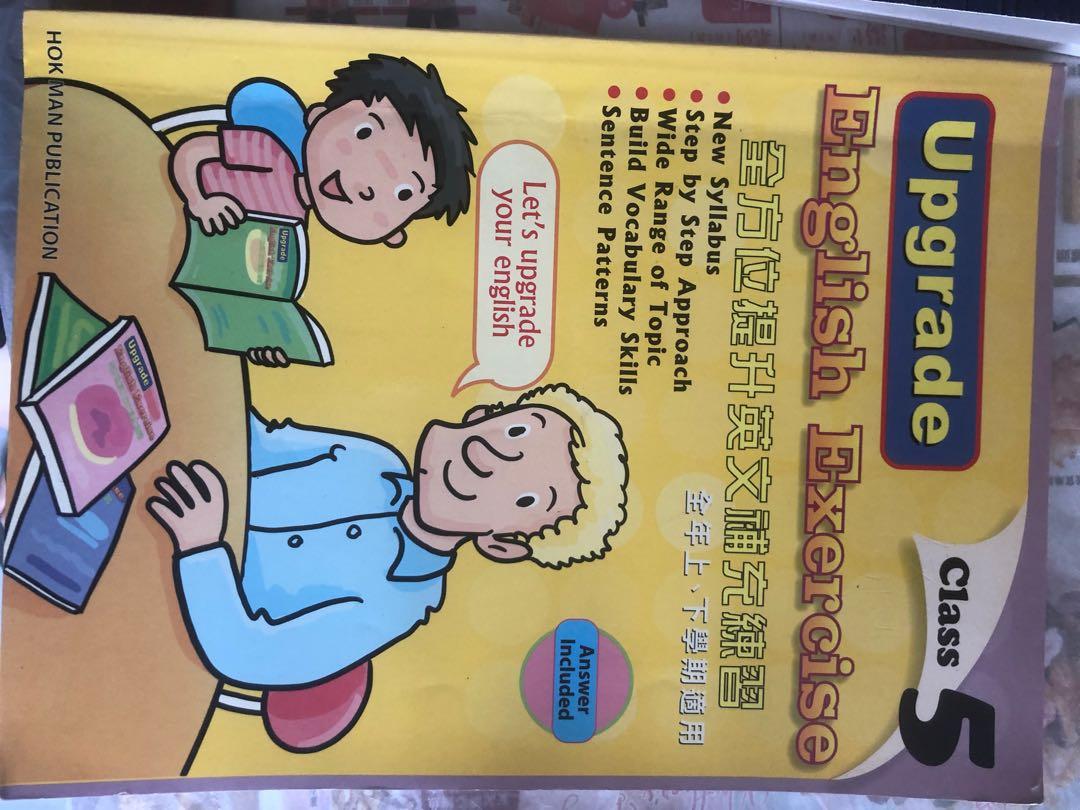 Upgrade
Class 5
English Exercise
全方位提升英文補充練習
全年上、下學期適用
• New Syllabus
• Step by Step Approach
• Wide Range of Topic
• Build Vocabulary Skills
• Sentence Patterns
Let's upgrade
your english
Answer
Included
Upgrade
Upgrade
HOK MAN PUBLICATION